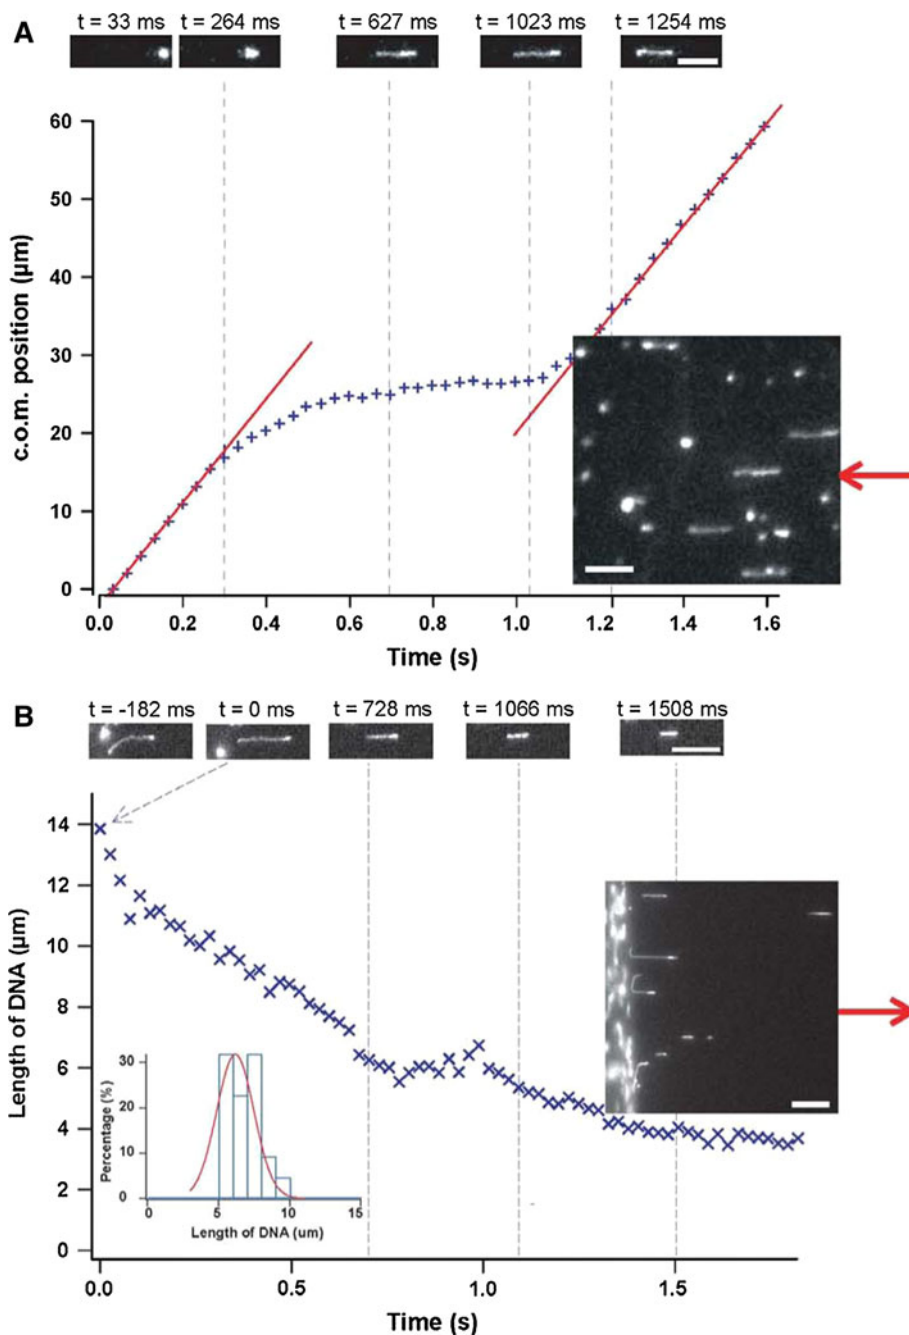 A
t = 33 ms t = 264 ms t = 627 ms t = 1023 ms t = 1254 ms
c.o.m. position (µm)
60
50
40
30
20
10
0
0.0 0.2 0.4 0.6 0.8 1.0 1.2 1.4 1.6
Time (s)
B
t = -182 ms t = 0 ms t = 728 ms t = 1066 ms t = 1508 ms
Length of DNA (µm)
14
12
10
8
6
4
2
0
Percentage (%)
30
20
10
0
0 5 10 15
Length of DNA (um)
0.0 0.5 1.0 1.5
Time (s)